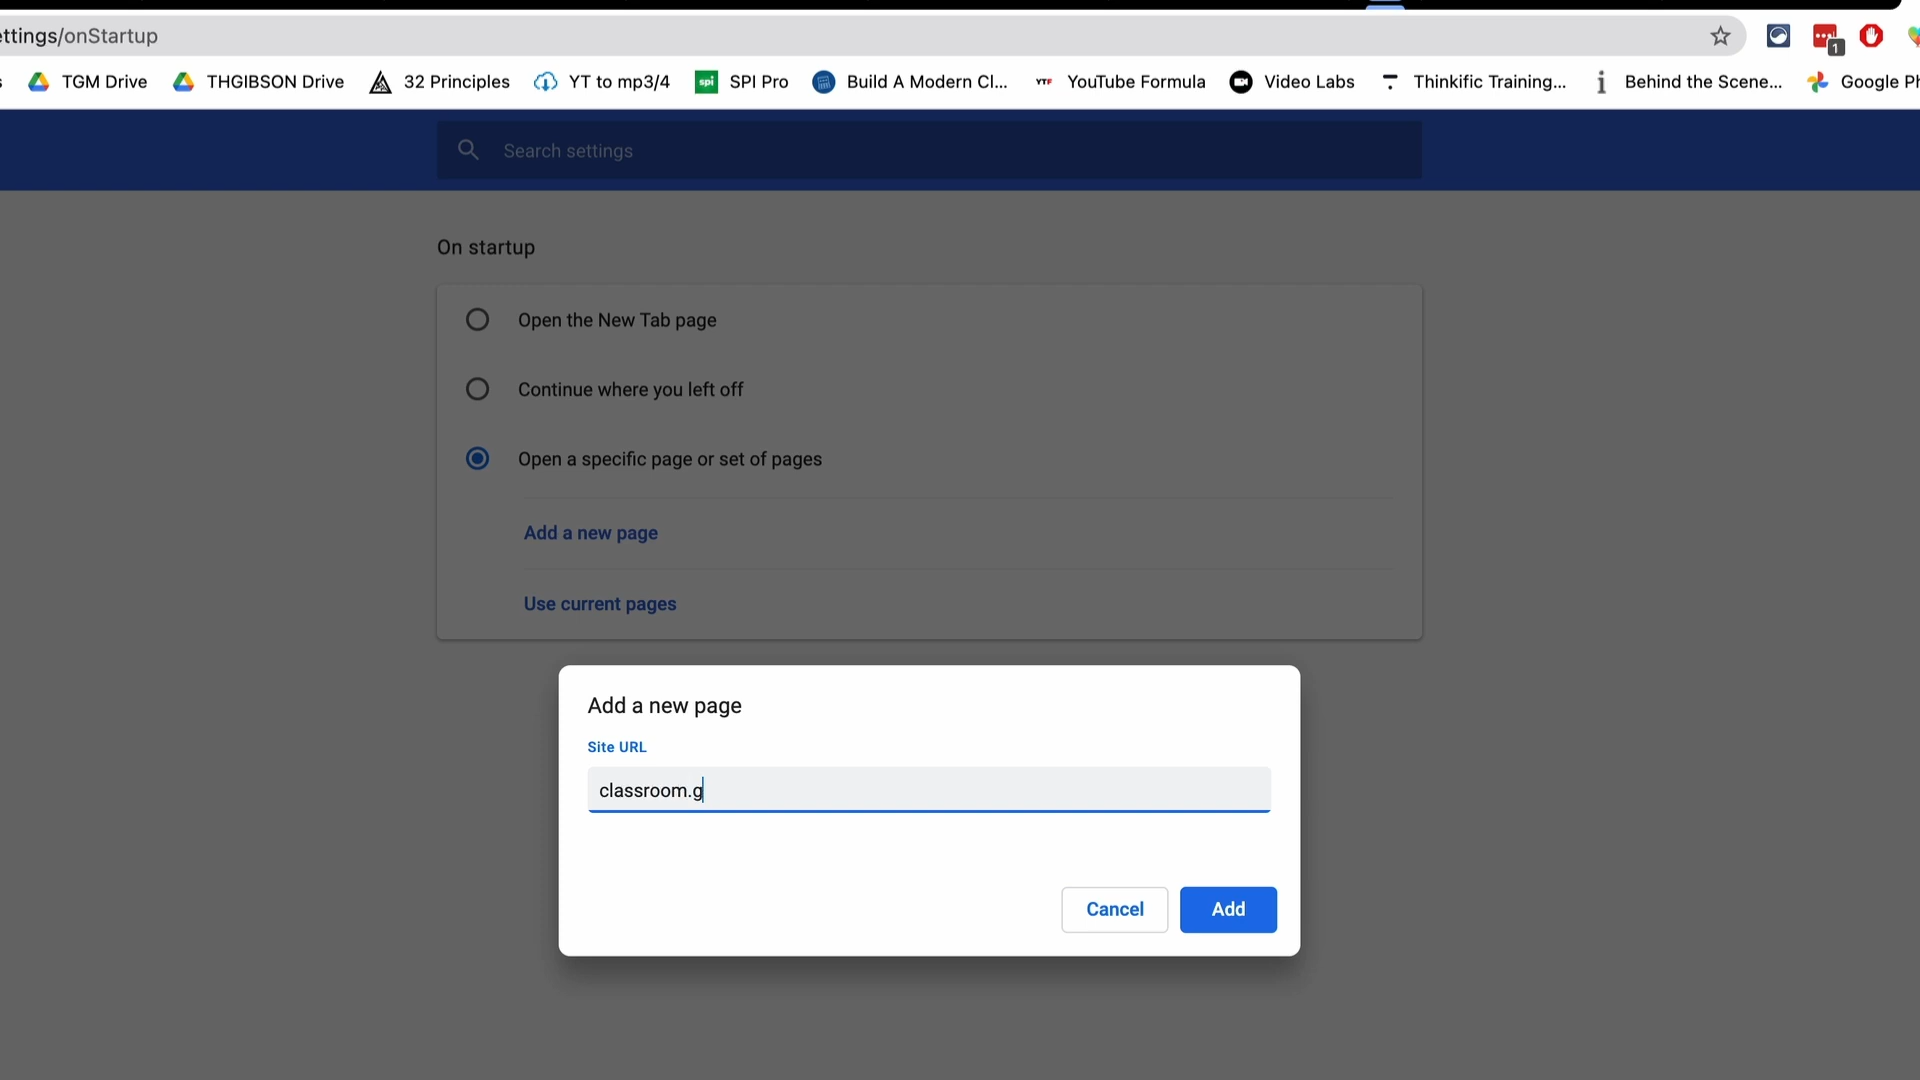 ettings/onStartup
1
s TGM Drive THGIBSON Drive 32 Principles YT to mp3/4 spi SPI Pro Build A Modern Cl... YTF YouTube Formula Video Labs Thinkific Training... Behind the Scene... Google Ph
Search settings
On startup
Open the New Tab page
Continue where you left off
Open a specific page or set of pages
Add a new page
Use current pages
Add a new page
Site URL
classroom.g
Cancel Add